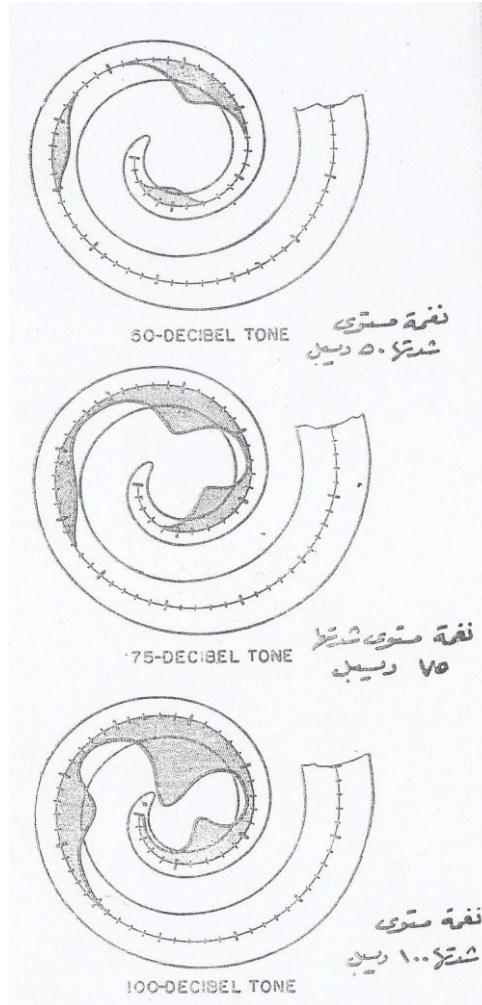 50-DECIBEL TONE
نغمة مستوى
شدتها ٥٠ ديسبل
75-DECIBEL TONE
نغمة مستوى شدتها
٧٥ ديسبل
100-DECIBEL TONE
نغمة مستوى
شدتها ١٠٠ ديسبل